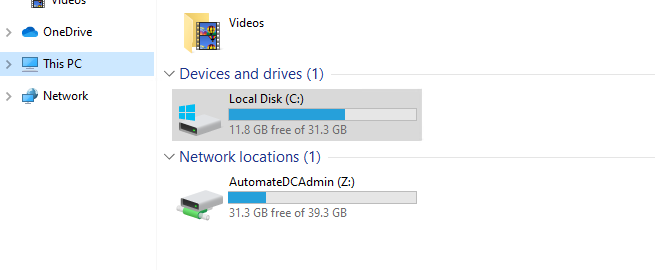 Videos
OneDrive
This PC
Network
Videos
Devices and drives (1)
Local Disk (C:)
11.8 GB free of 31.3 GB
Network locations (1)
AutomateDCAdmin (Z:)
31.3 GB free of 39.3 GB